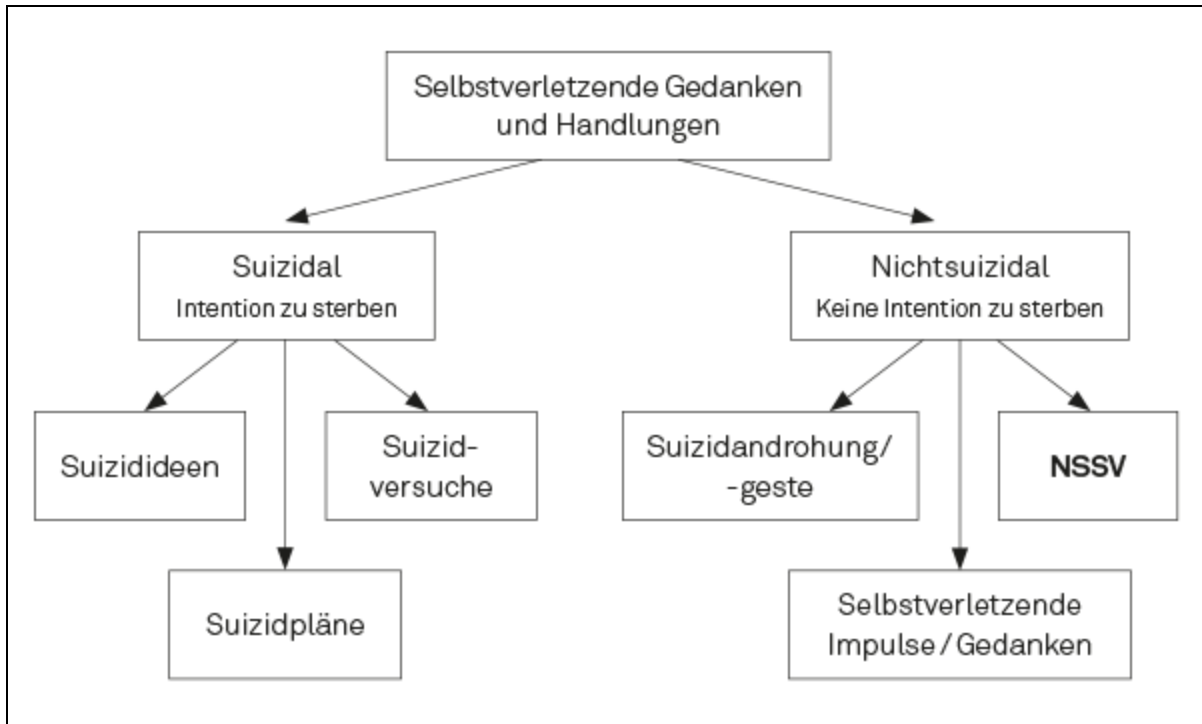 Selbstverletzende Gedanken
und Handlungen
Suizidal
Intention zu sterben
Nichtsuizidal
Keine Intention zu sterben
Suizidideen
Suizid-
versuche
Suizidandrohung/
-geste
NSSV
Suizidpläne
Selbstverletzende
Impulse/Gedanken